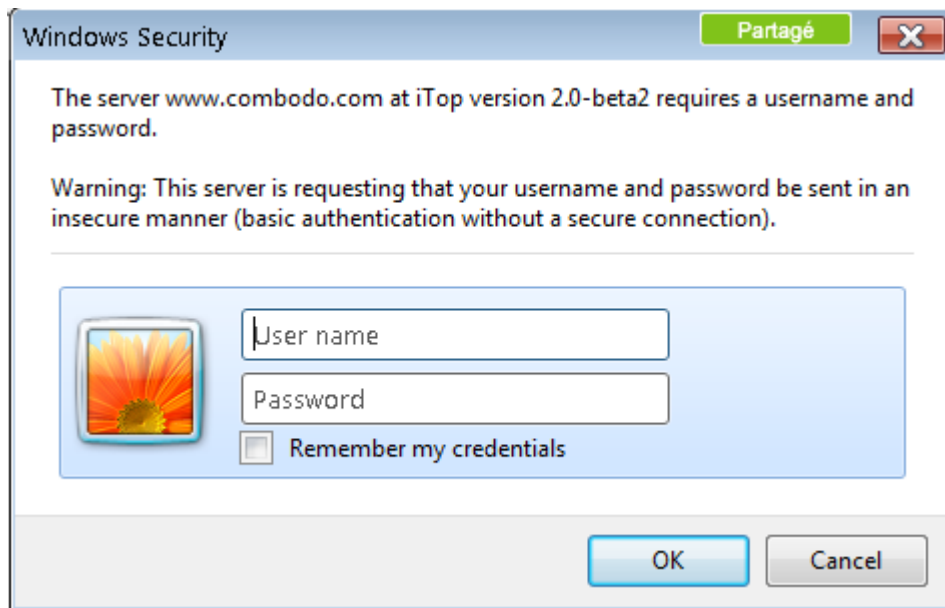 Windows Security
Partagé
The server www.combodo.com at iTop version 2.0-beta2 requires a username and
password.
Warning: This server is requesting that your username and password be sent in an
insecure manner (basic authentication without a secure connection).
User name
Password
Remember my credentials
OK
Cancel